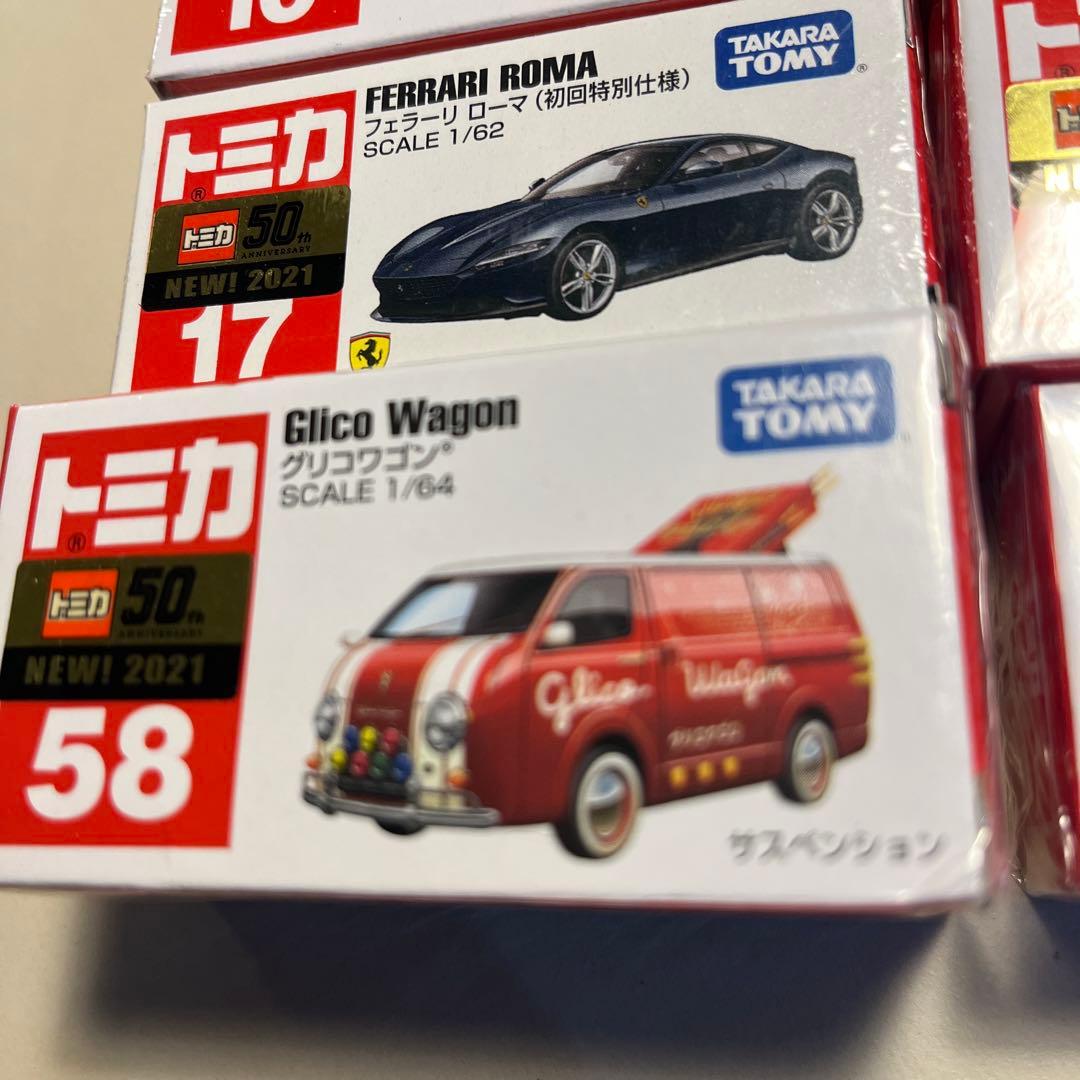 TAKARA
TOMY
FERRARI ROMA
フェラーリ ローマ (初回特別仕様)
SCALE 1/62
トミカ
トミカ 50th
ANNIVERSARY
NEW! 2021
17
TAKARA
TOMY
Glico Wagon
グリコワゴン®
SCALE 1/64
トミカ
トミカ 50th
ANNIVERSARY
NEW! 2021
58
Glico Wagon
サスペンション